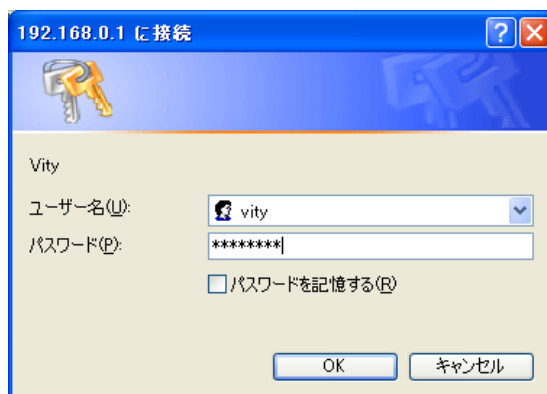 192.168.0.1 に接続
Vity
ユーザー名(U):
vity
パスワード(P):
********
パスワードを記憶する(R)
OK
キャンセル